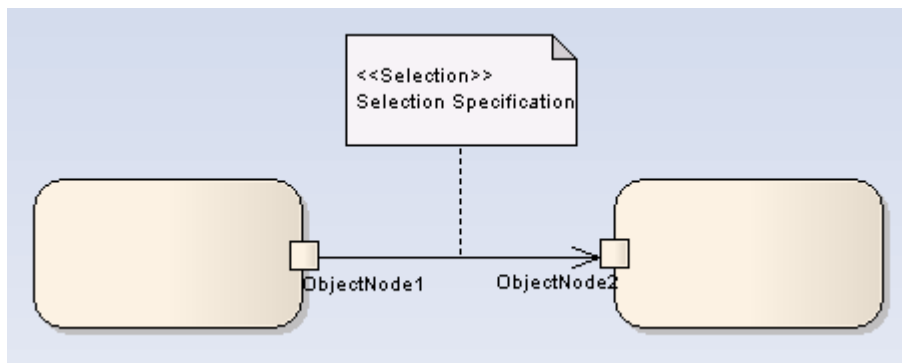 <<Selection>>
Selection Specification
ObjectNode1
ObjectNode2